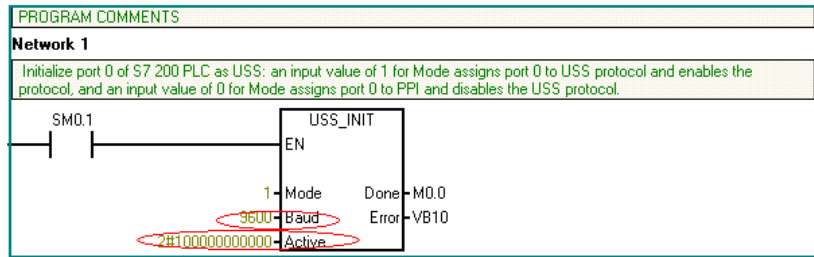 PROGRAM COMMENTS
Network 1
Initialize port 0 of S7 200 PLC as USS: an input value of 1 for Mode assigns port 0 to USS protocol and enables the
protocol, and an input value of 0 for Mode assigns port 0 to PPI and disables the USS protocol.
SM0.1
USS_INIT
EN
1 Mode Done M0.0
9600 Baud Error VB10
2#100000000000 Active